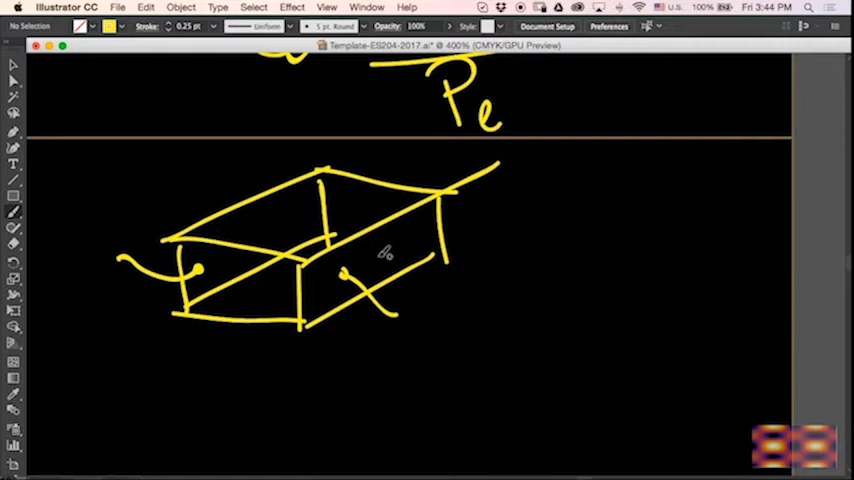 Illustrator CC File Edit Object Type Select Effect View Window Help 100% U.S. Fri 3:44 PM
No Selection Stroke: 0.25 pt Uniform 5 pt. Round Opacity: 100% Style: Document Setup Preferences
Template-ES204-2017.ai* @ 400% (CMYK/GPU Preview)
Pe